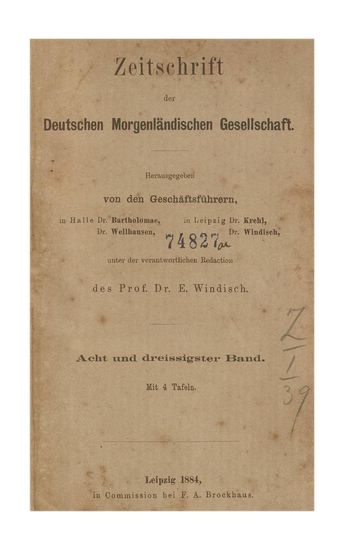 Zeitschrift
der
Deutschen Morgenländischen Gesellschaft.
Herausgegeben
von den Geschäftsführern,
in Halle Dr. Bartholomae, in Leipzig Dr. Krehl,
Dr. Wellhausen, Dr. Windisch,
74827
unter der verantwortlichen Redaction
des Prof. Dr. E. Windisch.
Acht und dreissigster Band.
Mit 4 Tafeln.
Z
I
39
Leipzig 1884,
in Commission bei F. A. Brockhaus.